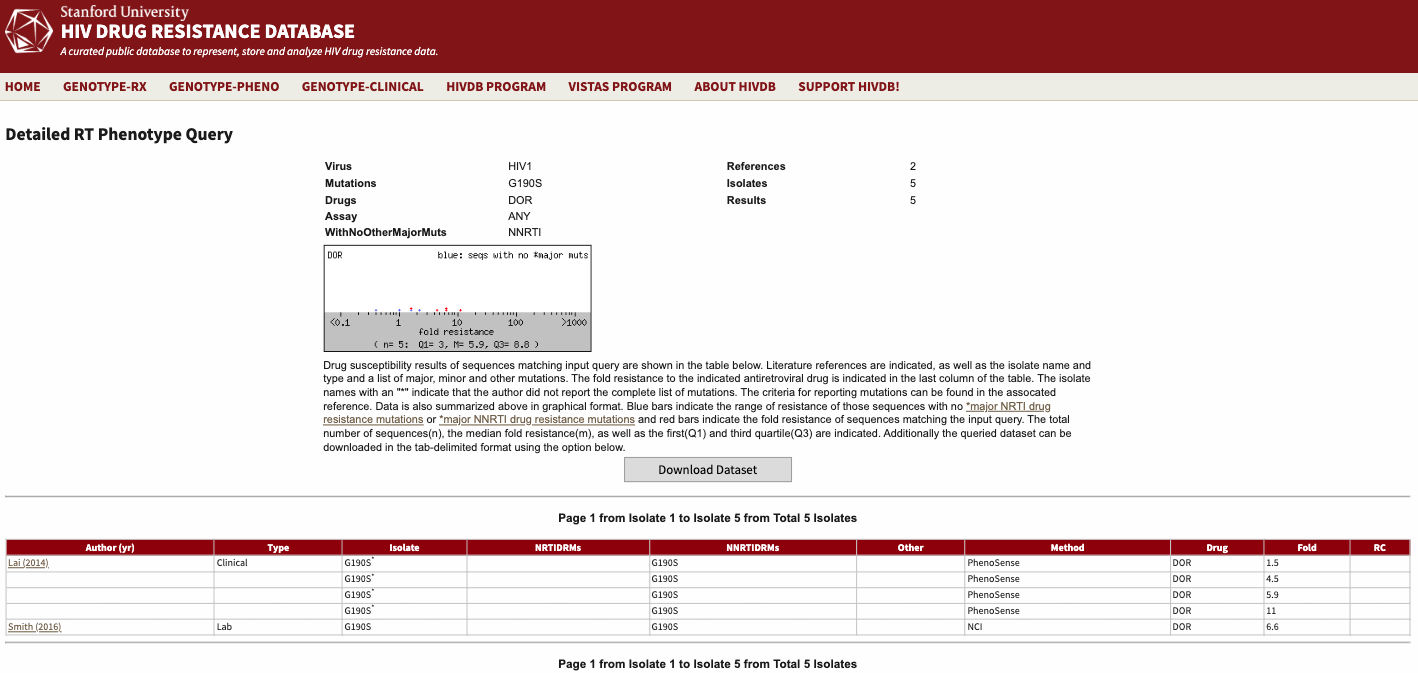 Stanford University
HIV DRUG RESISTANCE DATABASE
A curated public database to represent, store and analyze HIV drug resistance data.
HOME GENOTYPE-RX GENOTYPE-PHENO GENOTYPE-CLINICAL HIVDB PROGRAM VISTAS PROGRAM ABOUT HIVDB SUPPORT HIVDB!
Detailed RT Phenotype Query
Virus HIV1 References 2
Mutations G190S Isolates 5
Drugs DOR Results 5
Assay ANY
WithNoOtherMajorMuts NNRTI
DOR blue: seqs with no *major muts
<0.1 1 10 100 >1000
fold resistance
( n= 5: Q1= 3, M= 5.9, Q3= 8.8 )
Drug susceptibility results of sequences matching input query are shown in the table below. Literature references are indicated, as well as the isolate name and
type and a list of major, minor and other mutations. The fold resistance to the indicated antiretroviral drug is indicated in the last column of the table. The isolate
names with an "*" indicate that the author did not report the complete list of mutations. The criteria for reporting mutations can be found in the assocated
reference. Data is also summarized above in graphical format. Blue bars indicate the range of resistance of those sequences with no *major NRTI drug
resistance mutations or *major NNRTI drug resistance mutations and red bars indicate the fold resistance of sequences matching the input query. The total
number of sequences(n), the median fold resistance(m), as well as the first(Q1) and third quartile(Q3) are indicated. Additionally the queried dataset can be
downloaded in the tab-delimited format using the option below.
Download Dataset
Page 1 from Isolate 1 to Isolate 5 from Total 5 Isolates
Author (yr) Type Isolate NRTIDRMs NNRTIDRMs Other Method Drug Fold RC
Lai (2014) Clinical G190S* G190S PhenoSense DOR 1.5
G190S* G190S PhenoSense DOR 4.5
G190S* G190S PhenoSense DOR 5.9
G190S* G190S PhenoSense DOR 11
Smith (2016) Lab G190S G190S NCI DOR 6.6
Page 1 from Isolate 1 to Isolate 5 from Total 5 Isolates